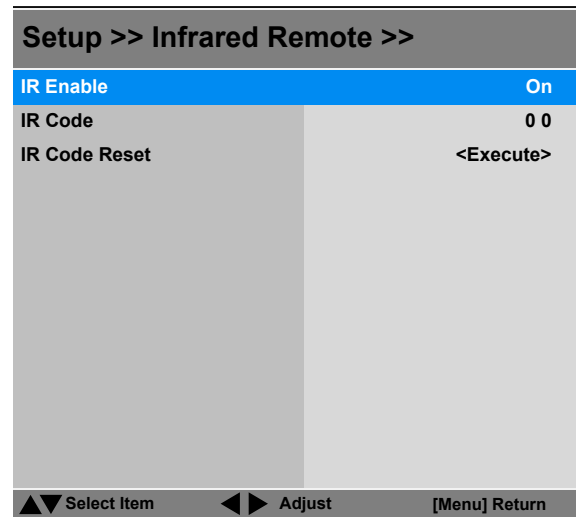 Setup >> Infrared Remote >>
IR Enable On
IR Code 0 0
IR Code Reset <Execute>
▲▼ Select Item ◀▶ Adjust [Menu] Return